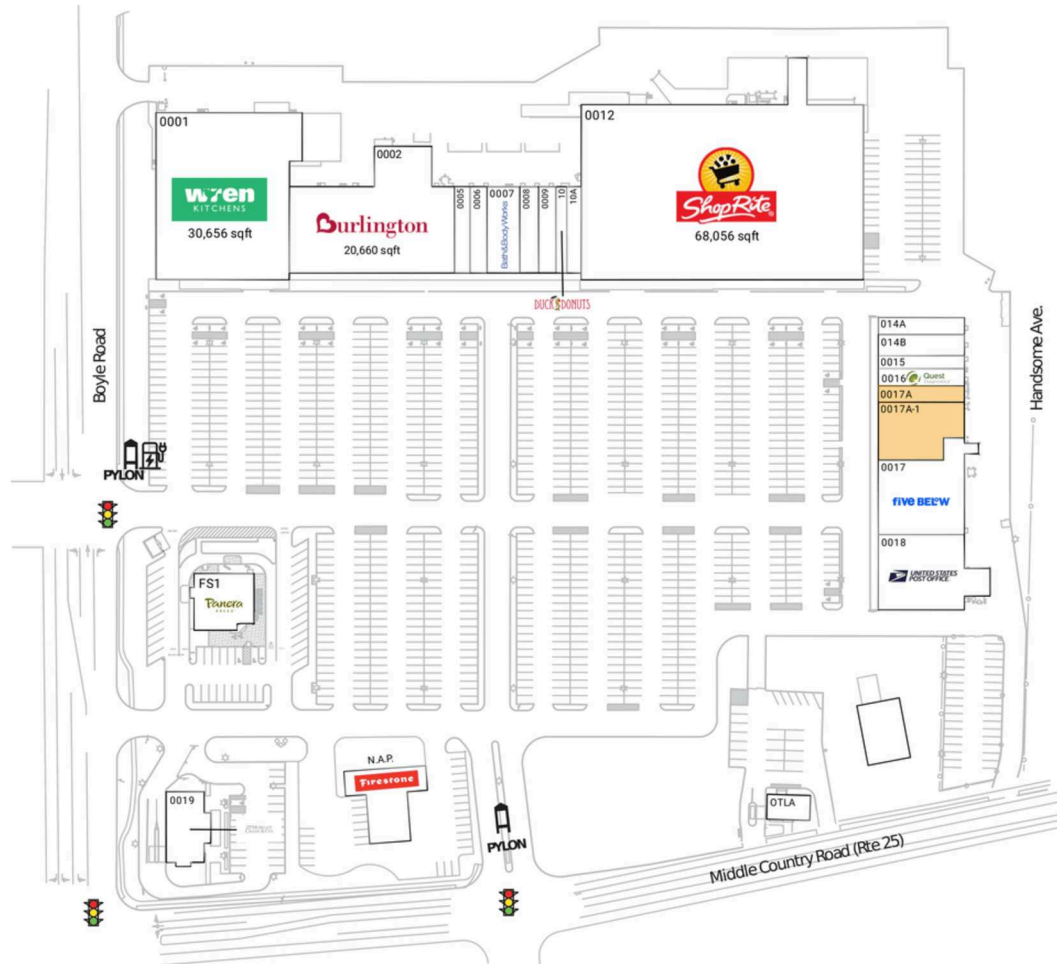 0001
wren
KITCHENS
30,656 sqft
0002
Burlington
20,660 sqft
0005
0006
0007
Bath&BodyWorks
0008
0009
10
10A
0012
ShopRite
68,056 sqft
DUCK DONUTS
Boyle Road
Handsome Ave.
014A
014B
0015
0016
Quest
0017A
0017A-1
0017
five BELOW
0018
UNITED STATES
POST OFFICE
PYLON
FS1
Panera
BREAD
N.A.P.
Firestone
0019
PYLON
OTLA
Middle Country Road (Rte 25)